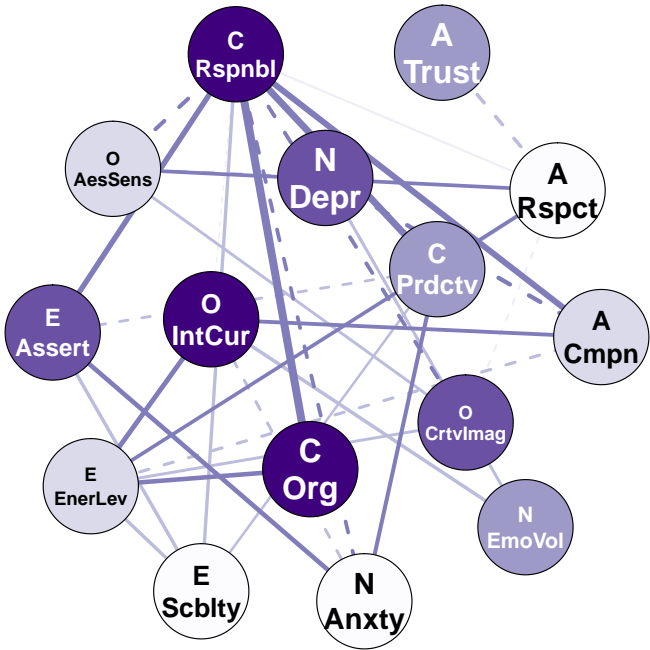 C
Rspnbl
A
Trust
O
AesSens
N
Depr
A
Rspct
C
Prdctv
E
Assert
O
IntCur
A
Cmpn
O
CrtvImag
E
EnerLev
C
Org
N
EmoVol
E
Scblty
N
Anxty